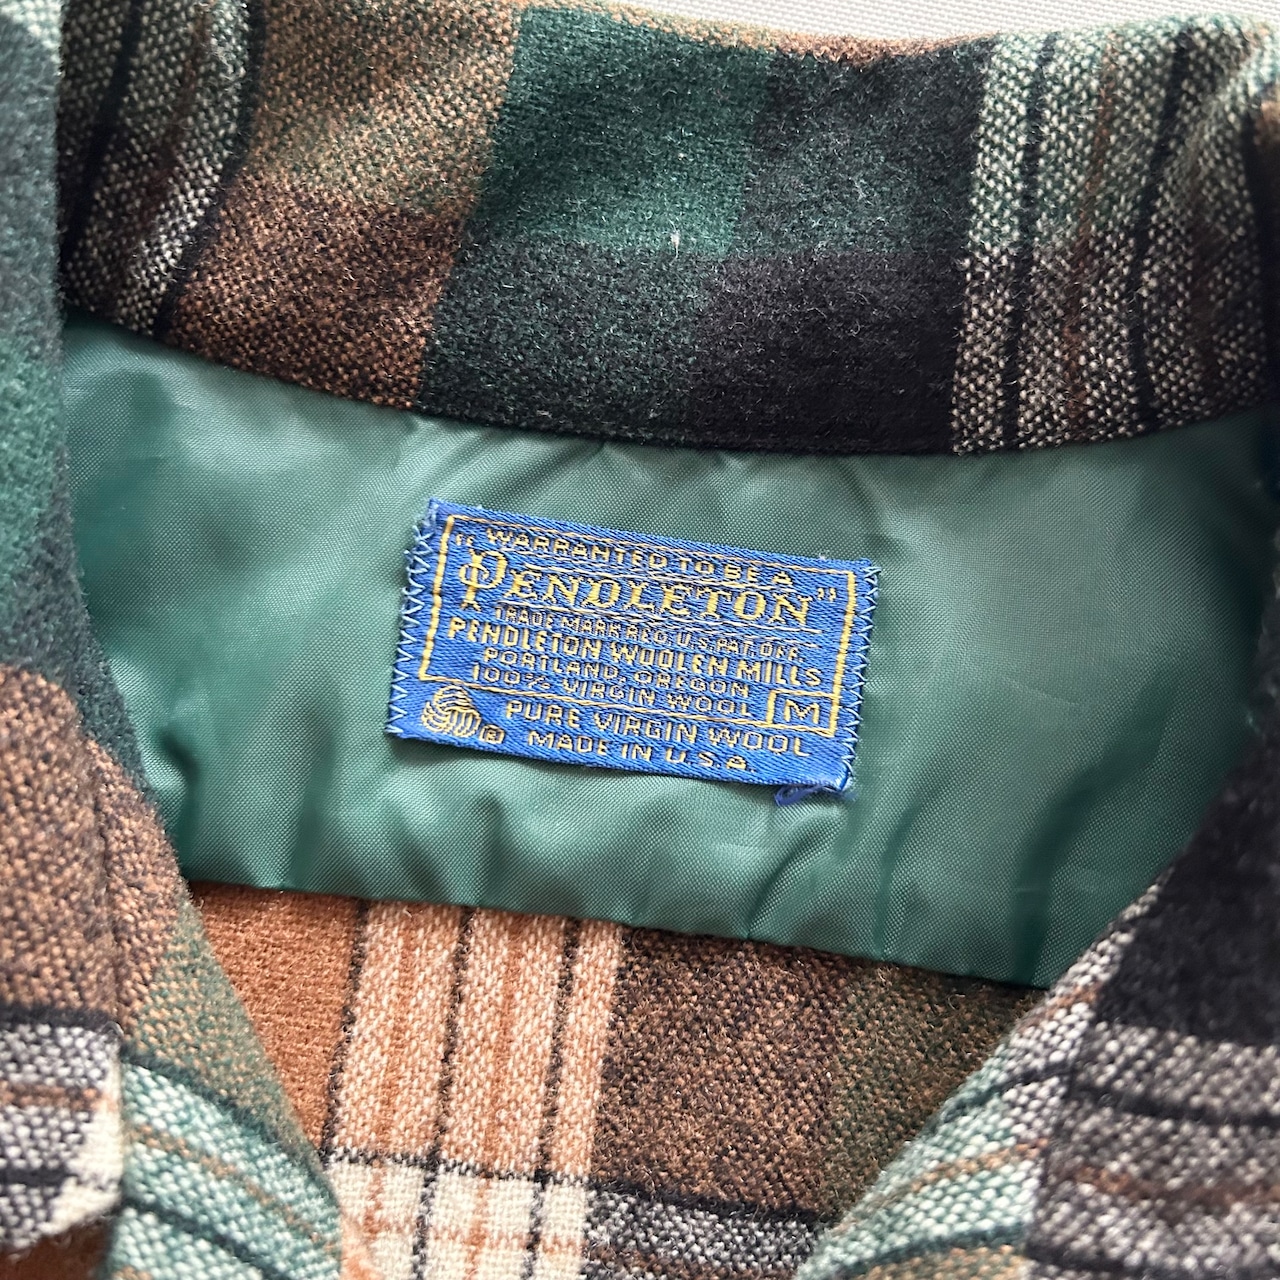 "WARRANTED TO BE A
PENDLETON"
TRADE MARK REG. U.S. PAT. OFF.
PENDLETON WOOLEN MILLS
PORTLAND, OREGON
100% VIRGIN WOOL M
PURE VIRGIN WOOL
® MADE IN U.S.A.